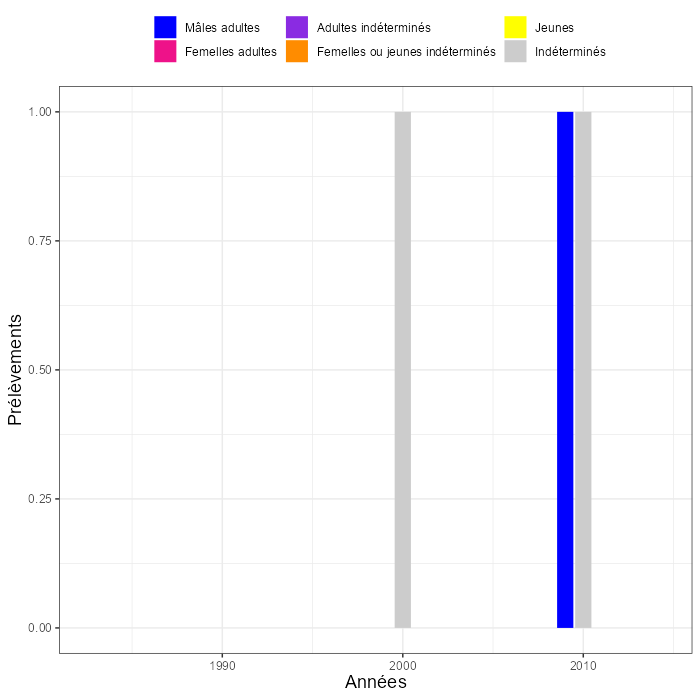 Mâles adultes
Adultes indéterminés
Jeunes
Femelles adultes
Femelles ou jeunes indéterminés
Indéterminés
1.00
0.75
0.50
0.25
0.00
Prélèvements
1990
2000
2010
Années